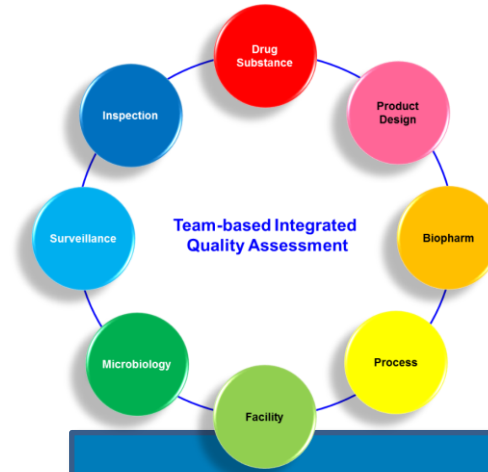 Drug
Substance
Product
Design
Inspection
Team-based Integrated
Quality Assessment
Surveillance
Biopharm
Microbiology
Process
Facility